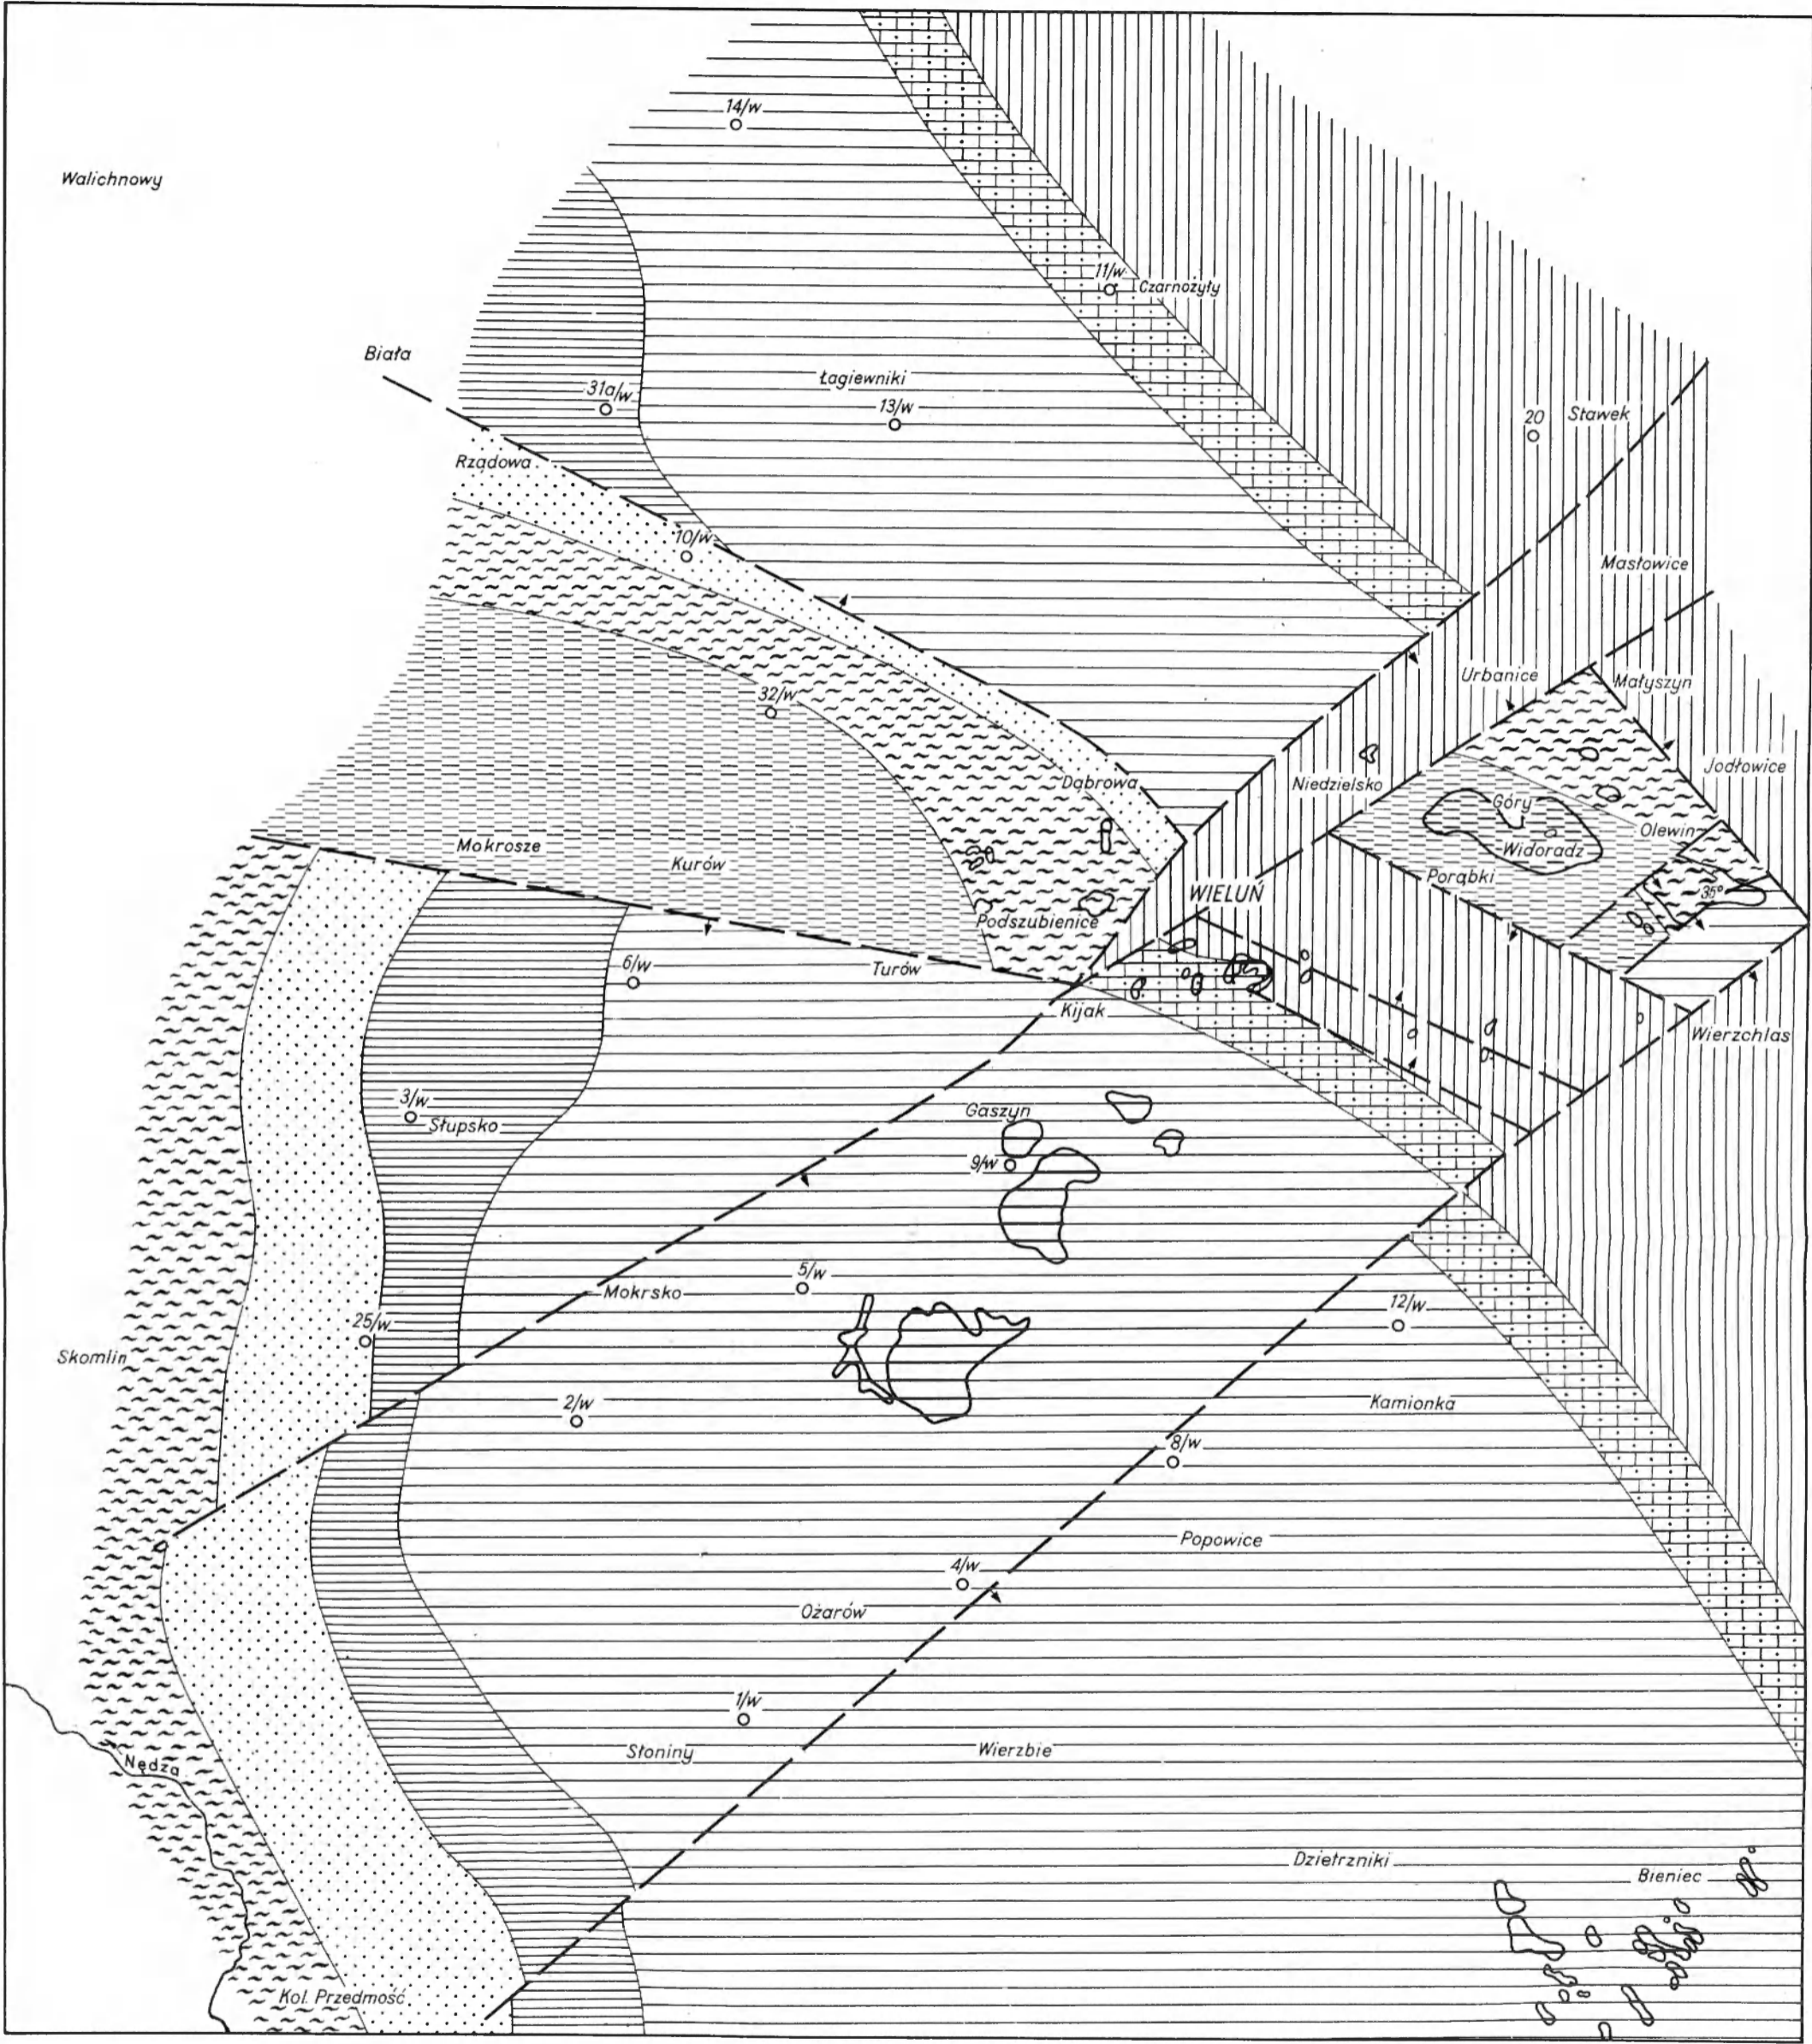 14/w
Walichnowy
11/w
Czarnożyły
Biała
Łagiewniki
31a/w
13/w
20
Stawek
Rządowa
10/w
Masłowice
Urbanice
Małyszyn
32/w
Dąbrowa
Niedzielsko
Jodłowice
Góry
Olewin
Mokrosze
Kurów
Widoradz
Porąbki
35°
WIELUŃ
Podszubienice
6/w
Turów
Kijak
Wierzchlas
3/w
Słupsko
Gaszyn
9/w
5/w
Mokrsko
25/w
12/w
Skomlin
2/w
Kamionka
8/w
Popowice
4/w
Ożarów
1/w
Słoniny
Wierzbie
Nędza
Dzietrzniki
Bieniec
Kol. Przedmość